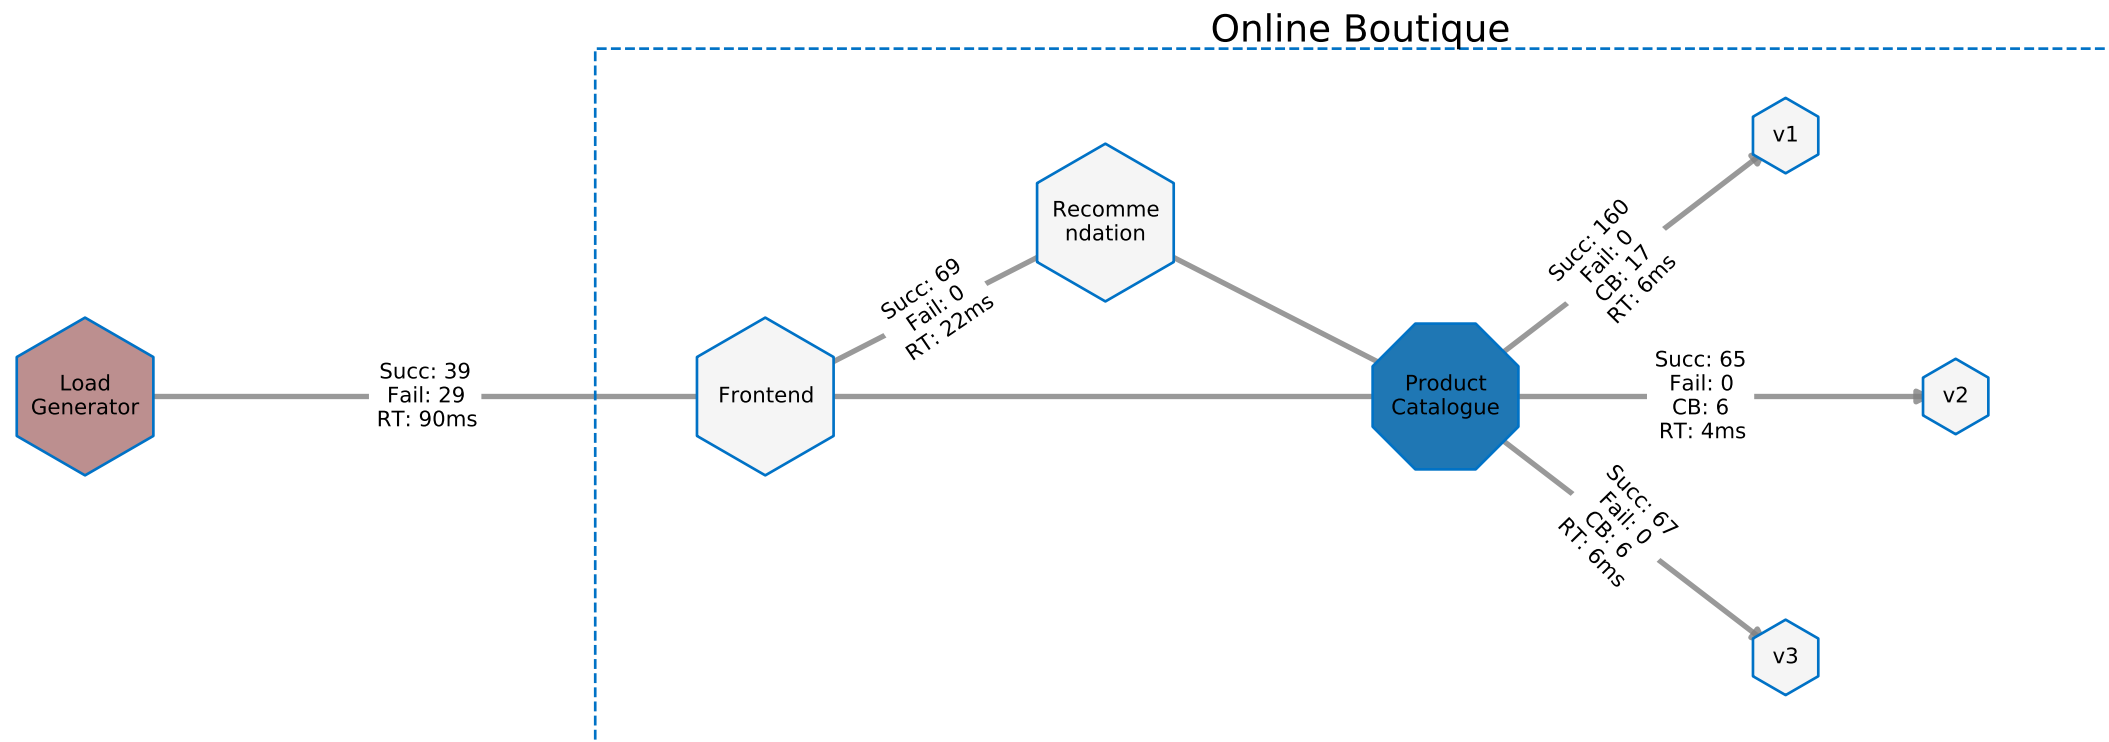 Online Boutique
Load
Generator
Succ: 39
Fail: 29
RT: 90ms
Frontend
Succ: 69
Fail: 0
RT: 22ms
Recomme
ndation
Product
Catalogue
Succ: 160
Fail: 0
CB: 17
RT: 6ms
v1
Succ: 65
Fail: 0
CB: 6
RT: 4ms
v2
Succ: 67
Fail: 0
CB: 6
RT: 6ms
v3